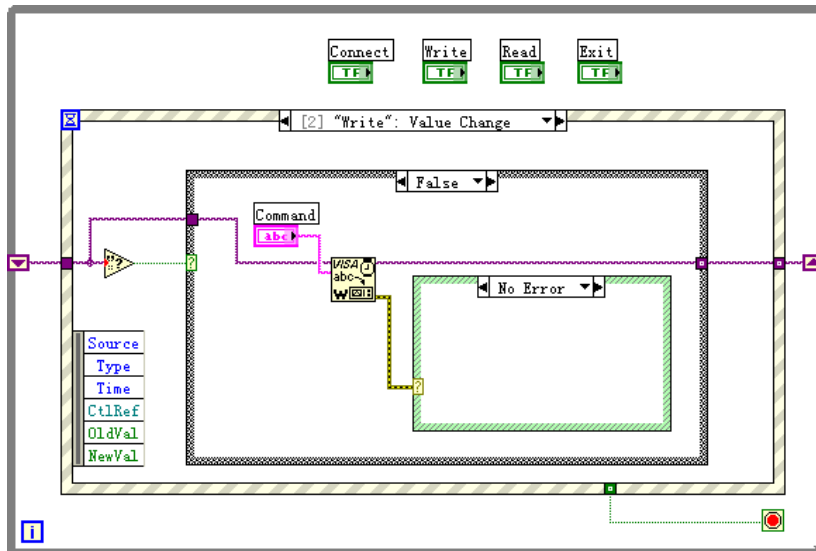 Connect Write Read Exit
TF TF TF TF
[2] "Write": Value Change
False
Command
abc
?
?
VISA
abc
W
No Error
?
Source
Type
Time
CtlRef
OldVal
NewVal
i